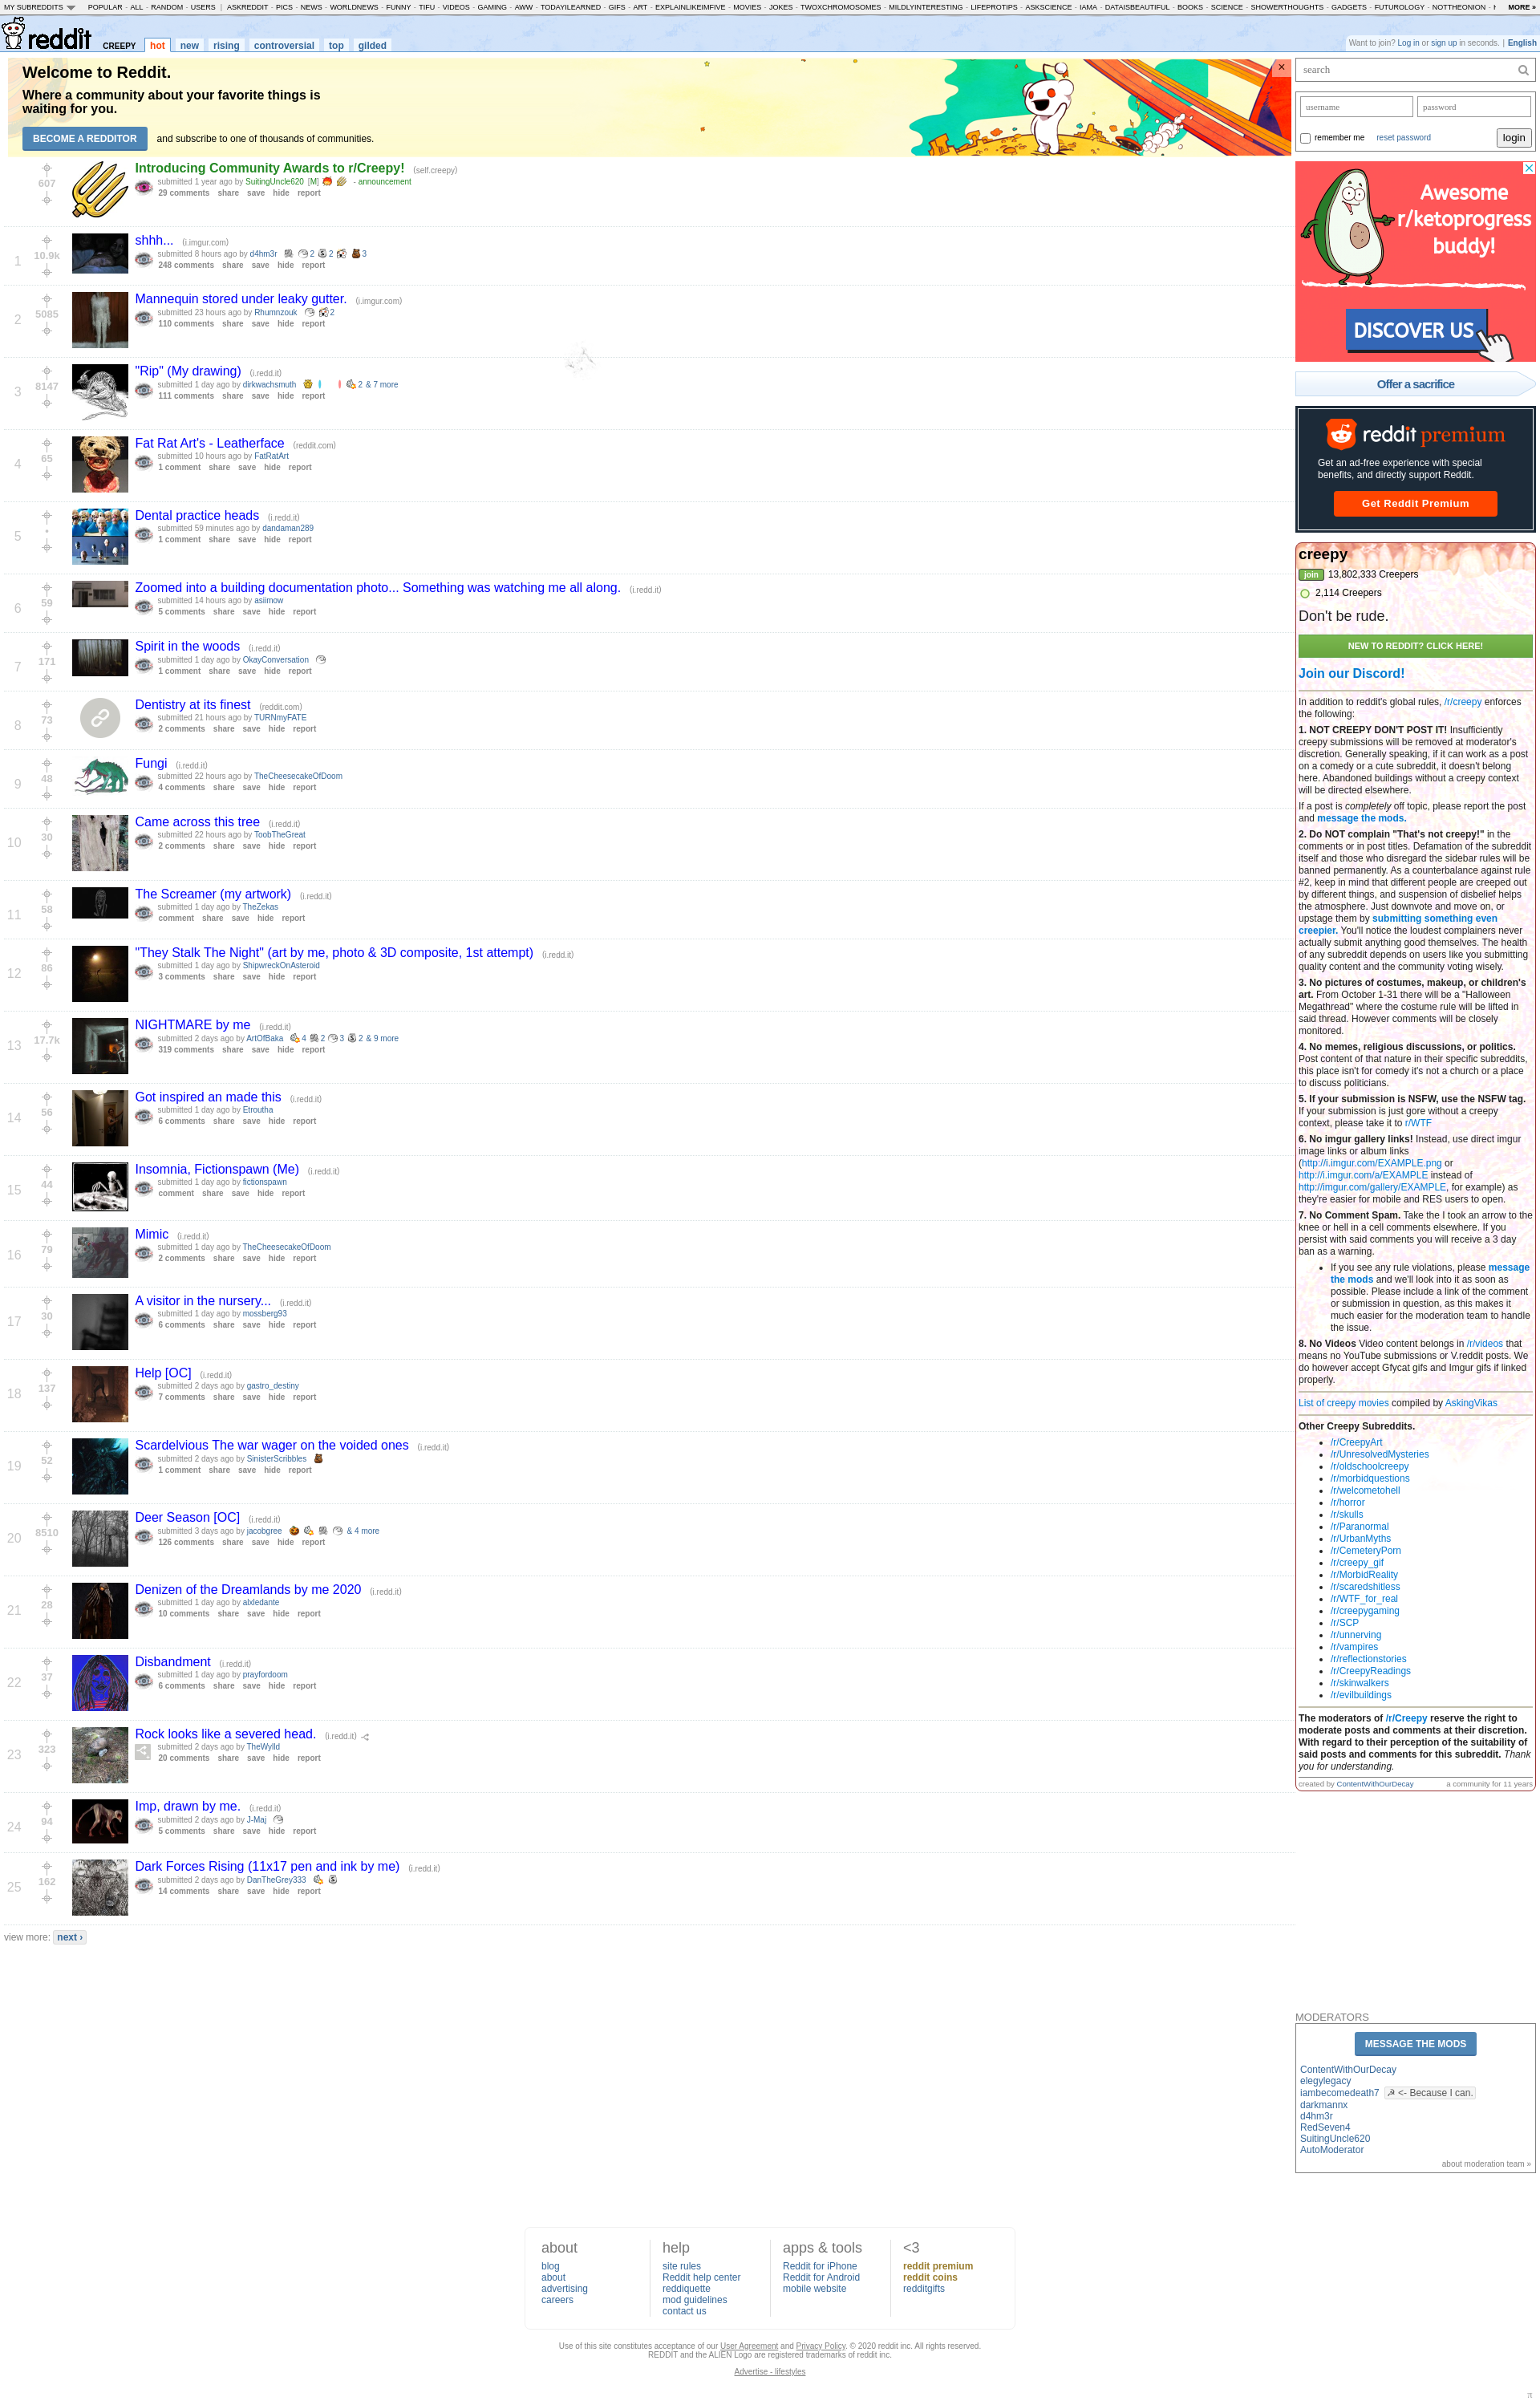 MY SUBREDDITS POPULAR - ALL - RANDOM - USERS | ASKREDDIT - PICS - NEWS - WORLDNEWS - FUNNY - TIFU - VIDEOS - GAMING - AWW - TODAYILEARNED - GIFS - ART - EXPLAINLIKEIMFIVE - MOVIES - JOKES - TWOXCHROMOSOMES - MILDLYINTERESTING - LIFEPROTIPS - ASKSCIENCE - IAMA - DATAISBEAUTIFUL - BOOKS - SCIENCE - SHOWERTHOUGHTS - GADGETS - FUTUROLOGY - NOTTHEONION - MORE »
reddit CREEPY hot new rising controversial top gilded
Want to join? Log in or sign up in seconds. | English
Welcome to Reddit.
Where a community about your favorite things is
waiting for you.
BECOME A REDDITOR and subscribe to one of thousands of communities.
×
607
Introducing Community Awards to r/Creepy! (self.creepy)
submitted 1 year ago by SuitingUncle620 [M] - announcement
29 comments share save hide report
1 10.9k
shhh... (i.imgur.com)
submitted 8 hours ago by d4hm3r 2 2 3
248 comments share save hide report
2 5085
Mannequin stored under leaky gutter. (i.imgur.com)
submitted 23 hours ago by Rhumnzouk 2
110 comments share save hide report
3 8147
"Rip" (My drawing) (i.redd.it)
submitted 1 day ago by dirkwachsmuth 2 & 7 more
111 comments share save hide report
4 65
Fat Rat Art's - Leatherface (reddit.com)
submitted 10 hours ago by FatRatArt
1 comment share save hide report
5 •
Dental practice heads (i.redd.it)
submitted 59 minutes ago by dandaman289
1 comment share save hide report
6 59
Zoomed into a building documentation photo... Something was watching me all along. (i.redd.it)
submitted 14 hours ago by asiimow
5 comments share save hide report
7 171
Spirit in the woods (i.redd.it)
submitted 1 day ago by OkayConversation
1 comment share save hide report
8 73
Dentistry at its finest (reddit.com)
submitted 21 hours ago by TURNmyFATE
2 comments share save hide report
9 48
Fungi (i.redd.it)
submitted 22 hours ago by TheCheesecakeOfDoom
4 comments share save hide report
10 30
Came across this tree (i.redd.it)
submitted 22 hours ago by ToobTheGreat
2 comments share save hide report
11 58
The Screamer (my artwork) (i.redd.it)
submitted 1 day ago by TheZekas
comment share save hide report
12 86
"They Stalk The Night" (art by me, photo & 3D composite, 1st attempt) (i.redd.it)
submitted 1 day ago by ShipwreckOnAsteroid
3 comments share save hide report
13 17.7k
NIGHTMARE by me (i.redd.it)
submitted 2 days ago by ArtOfBaka 4 2 3 2 & 9 more
319 comments share save hide report
14 56
Got inspired an made this (i.redd.it)
submitted 1 day ago by Etroutha
6 comments share save hide report
15 44
Insomnia, Fictionspawn (Me) (i.redd.it)
submitted 1 day ago by fictionspawn
comment share save hide report
16 79
Mimic (i.redd.it)
submitted 1 day ago by TheCheesecakeOfDoom
2 comments share save hide report
17 30
A visitor in the nursery... (i.redd.it)
submitted 1 day ago by mossberg93
6 comments share save hide report
18 137
Help [OC] (i.redd.it)
submitted 2 days ago by gastro_destiny
7 comments share save hide report
19 52
Scardelvious The war wager on the voided ones (i.redd.it)
submitted 2 days ago by SinisterScribbles
1 comment share save hide report
20 8510
Deer Season [OC] (i.redd.it)
submitted 3 days ago by jacobgree & 4 more
126 comments share save hide report
21 28
Denizen of the Dreamlands by me 2020 (i.redd.it)
submitted 1 day ago by alxledante
10 comments share save hide report
22 37
Disbandment (i.redd.it)
submitted 1 day ago by prayfordoom
6 comments share save hide report
23 323
Rock looks like a severed head. (i.redd.it)
submitted 2 days ago by TheWylld
20 comments share save hide report
24 94
Imp, drawn by me. (i.redd.it)
submitted 2 days ago by J-Maj
5 comments share save hide report
25 162
Dark Forces Rising (11x17 pen and ink by me) (i.redd.it)
submitted 2 days ago by DanTheGrey333
14 comments share save hide report
view more: next ›
search
username password
remember me reset password login
Awesome
r/ketoprogress
buddy!
DISCOVER US
Offer a sacrifice
reddit premium
Get an ad-free experience with special
benefits, and directly support Reddit.
Get Reddit Premium
creepy
join 13,802,333 Creepers
2,114 Creepers
Don't be rude.
NEW TO REDDIT? CLICK HERE!
Join our Discord!
In addition to reddit's global rules, /r/creepy enforces
the following:
1. NOT CREEPY DON'T POST IT! Insufficiently
creepy submissions will be removed at moderator's
discretion. Generally speaking, if it can work as a post
on a comedy or a cute subreddit, it doesn't belong
here. Abandoned buildings without a creepy context
will be directed elsewhere.
If a post is completely off topic, please report the post
and message the mods.
2. Do NOT complain "That's not creepy!" in the
comments or in post titles. Defamation of the subreddit
itself and those who disregard the sidebar rules will be
banned permanently. As a counterbalance against rule
#2, keep in mind that different people are creeped out
by different things, and suspension of disbelief helps
the atmosphere. Just downvote and move on, or
upstage them by submitting something even
creepier. You'll notice the loudest complainers never
actually submit anything good themselves. The health
of any subreddit depends on users like you submitting
quality content and the community voting wisely.
3. No pictures of costumes, makeup, or children's
art. From October 1-31 there will be a "Halloween
Megathread" where the costume rule will be lifted in
said thread. However comments will be closely
monitored.
4. No memes, religious discussions, or politics.
Post content of that nature in their specific subreddits,
this place isn't for comedy it's not a church or a place
to discuss politicians.
5. If your submission is NSFW, use the NSFW tag.
If your submission is just gore without a creepy
context, please take it to r/WTF
6. No imgur gallery links! Instead, use direct imgur
image links or album links
(http://i.imgur.com/EXAMPLE.png or
http://i.imgur.com/a/EXAMPLE instead of
http://imgur.com/gallery/EXAMPLE, for example) as
they're easier for mobile and RES users to open.
7. No Comment Spam. Take the I took an arrow to the
knee or hell in a cell comments elsewhere. If you
persist with said comments you will receive a 3 day
ban as a warning.
• If you see any rule violations, please message
the mods and we'll look into it as soon as
possible. Please include a link of the comment
or submission in question, as this makes it
much easier for the moderation team to handle
the issue.
8. No Videos Video content belongs in /r/videos that
means no YouTube submissions or V.reddit posts. We
do however accept Gfycat gifs and Imgur gifs if linked
properly.
List of creepy movies compiled by AskingVikas
Other Creepy Subreddits.
• /r/CreepyArt
• /r/UnresolvedMysteries
• /r/oldschoolcreepy
• /r/morbidquestions
• /r/welcometohell
• /r/horror
• /r/skulls
• /r/Paranormal
• /r/UrbanMyths
• /r/CemeteryPorn
• /r/creepy_gif
• /r/MorbidReality
• /r/scaredshitless
• /r/WTF_for_real
• /r/creepygaming
• /r/SCP
• /r/unnerving
• /r/vampires
• /r/reflectionstories
• /r/CreepyReadings
• /r/skinwalkers
• /r/evilbuildings
The moderators of /r/Creepy reserve the right to
moderate posts and comments at their discretion.
With regard to their perception of the suitability of
said posts and comments for this subreddit. Thank
you for understanding.
created by ContentWithOurDecay a community for 11 years
MODERATORS
MESSAGE THE MODS
ContentWithOurDecay
elegylegacy
iambecomedeath7 ☭ <- Because I can.
darkmannx
d4hm3r
RedSeven4
SuitingUncle620
AutoModerator
about moderation team »
about
blog
about
advertising
careers
help
site rules
Reddit help center
reddiquette
mod guidelines
contact us
apps & tools
Reddit for iPhone
Reddit for Android
mobile website
<3
reddit premium
reddit coins
redditgifts
Use of this site constitutes acceptance of our User Agreement and Privacy Policy. © 2020 reddit inc. All rights reserved.
REDDIT and the ALIEN Logo are registered trademarks of reddit inc.
Advertise - lifestyles
π